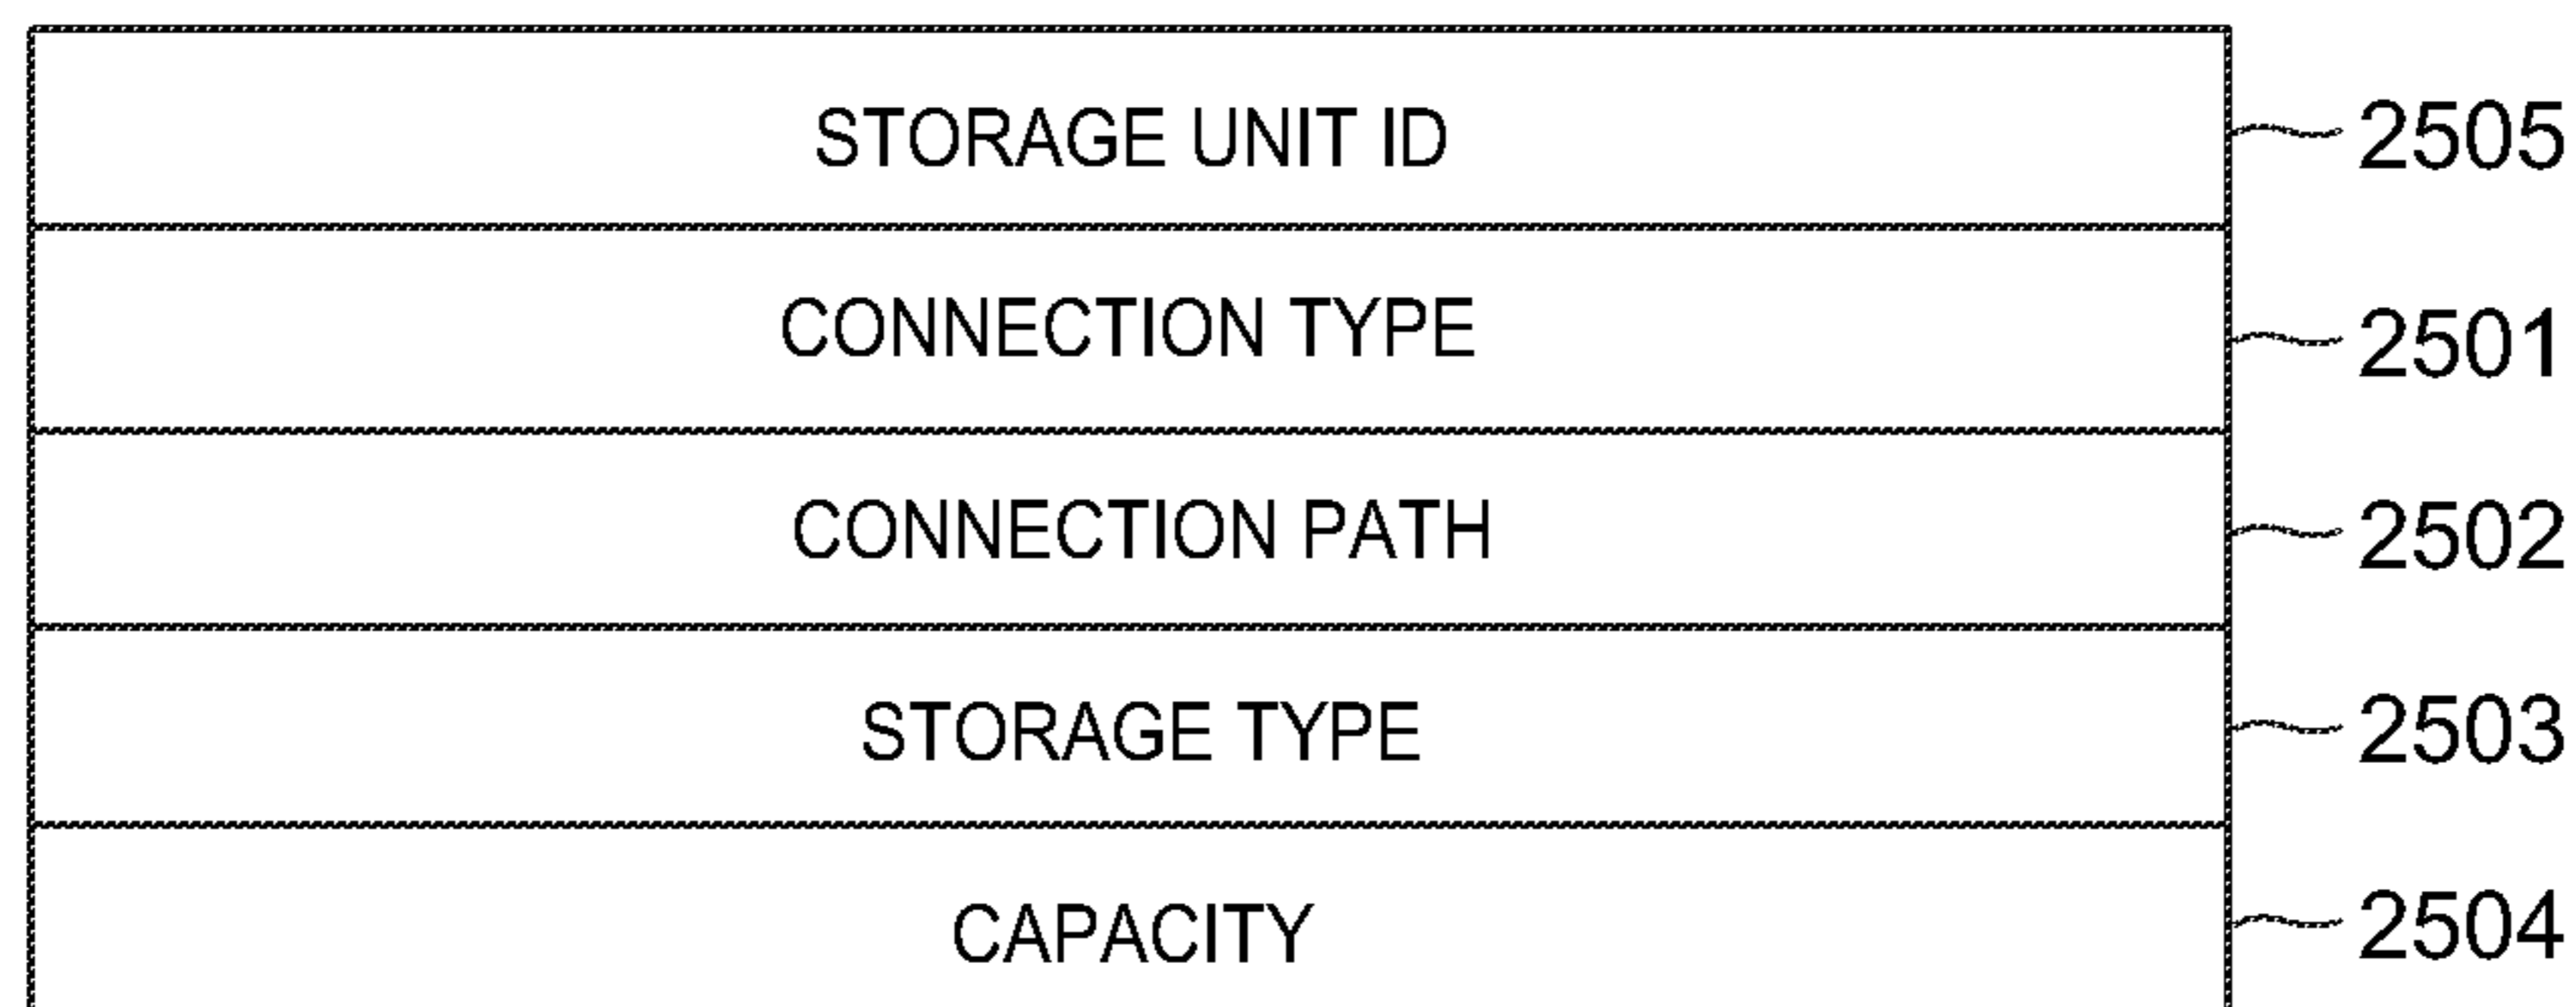 STORAGE UNIT ID 2505
CONNECTION TYPE 2501
CONNECTION PATH 2502
STORAGE TYPE 2503
CAPACITY 2504